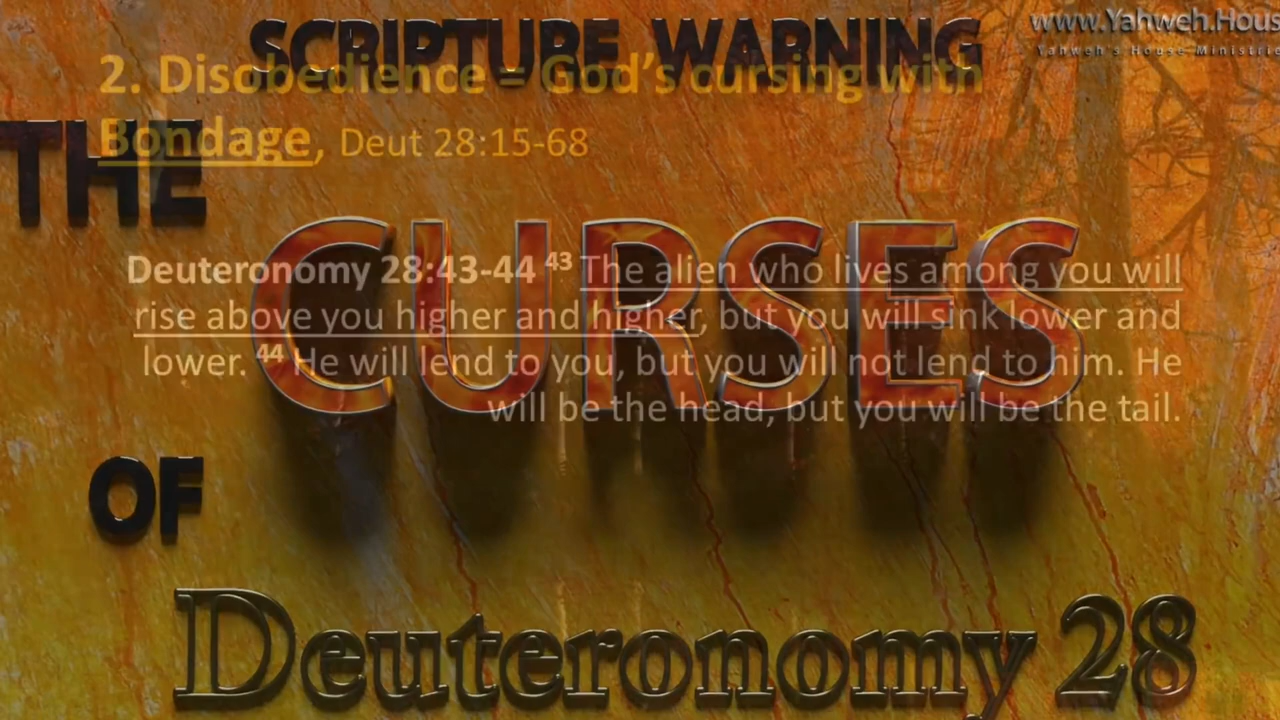 SCRIPTURE WARNING
www.Yahweh.Hous
Yahweh's House Ministrie
2. Disobedience = God's cursing with
Bondage, Deut 28:15-68
THE
CURSES
Deuteronomy 28:43-44 43 The alien who lives among you will
rise above you higher and higher, but you will sink lower and
lower. 44 He will lend to you, but you will not lend to him. He
will be the head, but you will be the tail.
OF
Deuteronomy 28